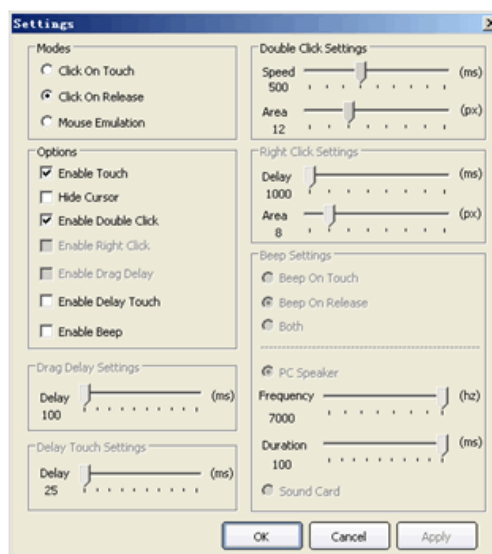 Settings
Modes
Click On Touch
Click On Release
Mouse Emulation
Options
Enable Touch
Hide Cursor
Enable Double Click
Enable Right Click
Enable Drag Delay
Enable Delay Touch
Enable Beep
Drag Delay Settings
Delay (ms)
100
Delay Touch Settings
Delay (ms)
25
Double Click Settings
Speed (ms)
500
Area (px)
12
Right Click Settings
Delay (ms)
1000
Area (px)
8
Beep Settings
Beep On Touch
Beep On Release
Both
PC Speaker
Frequency (hz)
7000
Duration (ms)
100
Sound Card
OK Cancel Apply